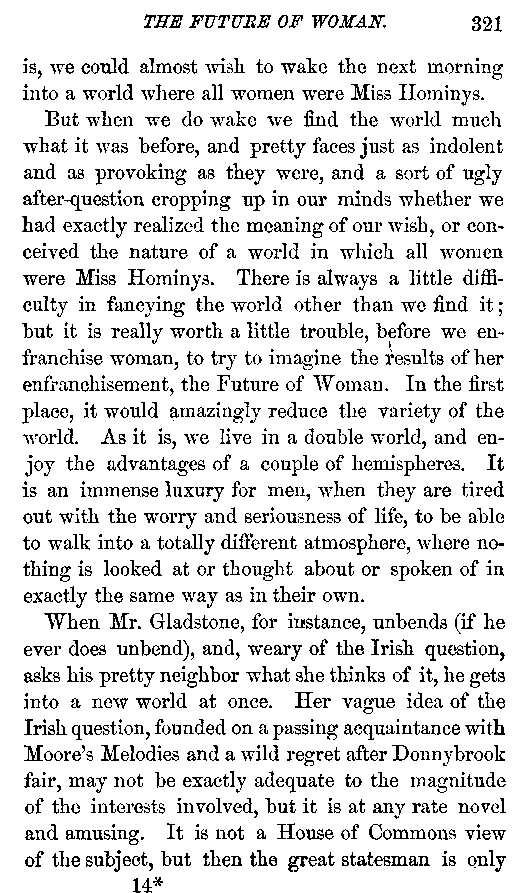 THE FUTURE OF WOMAN. 321
is, we could almost wish to wake the next morning
into a world where all women were Miss Hominys.
But when we do wake we find the world much
what it was before, and pretty faces just as indolent
and as provoking as they were, and a sort of ugly
after-question cropping up in our minds whether we
had exactly realized the meaning of our wish, or con-
ceived the nature of a world in which all women
were Miss Hominys. There is always a little diffi-
culty in fancying the world other than we find it;
but it is really worth a little trouble, before we en-
franchise woman, to try to imagine the results of her
enfranchisement, the Future of Woman. In the first
place, it would amazingly reduce the variety of the
world. As it is, we live in a double world, and en-
joy the advantages of a couple of hemispheres. It
is an immense luxury for men, when they are tired
out with the worry and seriousness of life, to be able
to walk into a totally different atmosphere, where no-
thing is looked at or thought about or spoken of in
exactly the same way as in their own.
When Mr. Gladstone, for instance, unbends (if he
ever does unbend), and, weary of the Irish question,
asks his pretty neighbor what she thinks of it, he gets
into a new world at once. Her vague idea of the
Irish question, founded on a passing acquaintance with
Moore's Melodies and a wild regret after Donnybrook
fair, may not be exactly adequate to the magnitude
of the interests involved, but it is at any rate novel
and amusing. It is not a House of Commons view
of the subject, but then the great statesman is only
14*